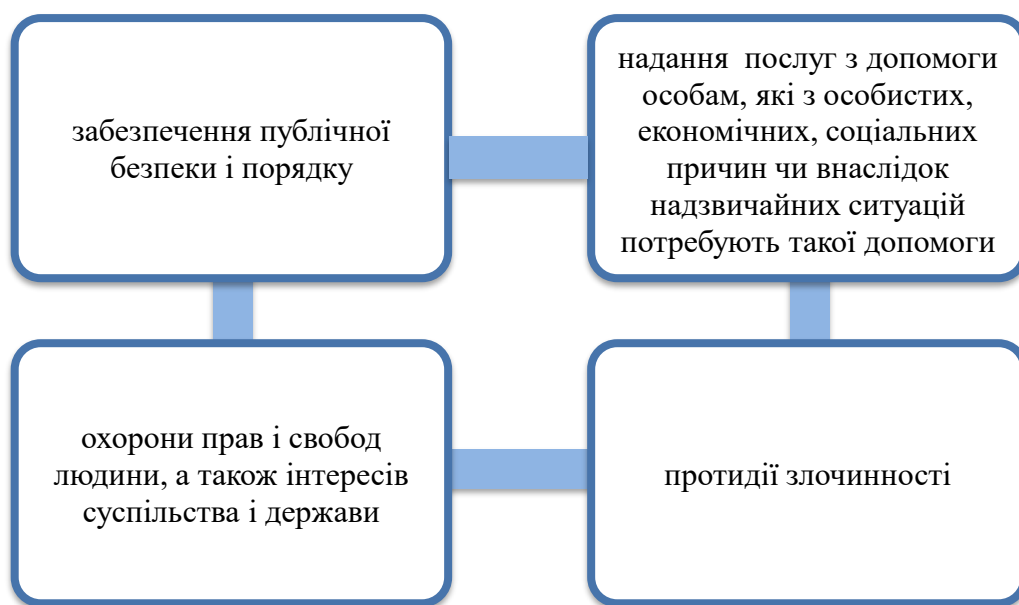 забезпечення публічної
безпеки і порядку
надання послуг з допомоги
особам, які з особистих,
економічних, соціальних
причин чи внаслідок
надзвичайних ситуацій
потребують такої допомоги
охорони прав і свобод
людини, а також інтересів
суспільства і держави
протидії злочинності